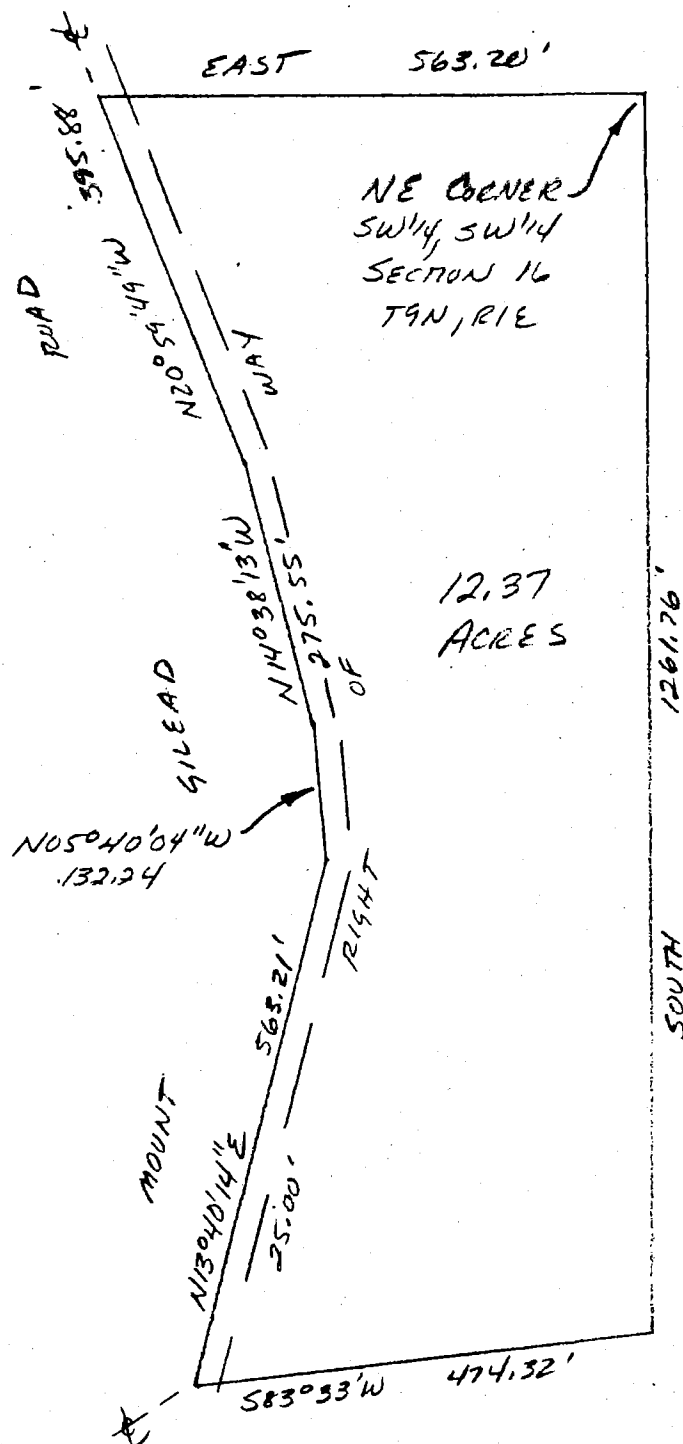 EAST 563.20'
℄
395.88'
NE CORNER
SW1/4, SW1/4
SECTION 16
T9N, R1E
ROAD
N20°59'49"W
WAY
N14°38'13"W
275.55'
OF
12.37
ACRES
1261.76'
GILEAD
N05°40'04"W
132.24
RIGHT
563.21'
SOUTH
MOUNT
N13°40'14"E
25.00'
S83°33'W 474.32'
℄